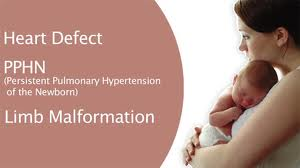 Heart Defect
PPHN
(Persistent Pulmonary Hypertension
of the Newborn)
Limb Malformation